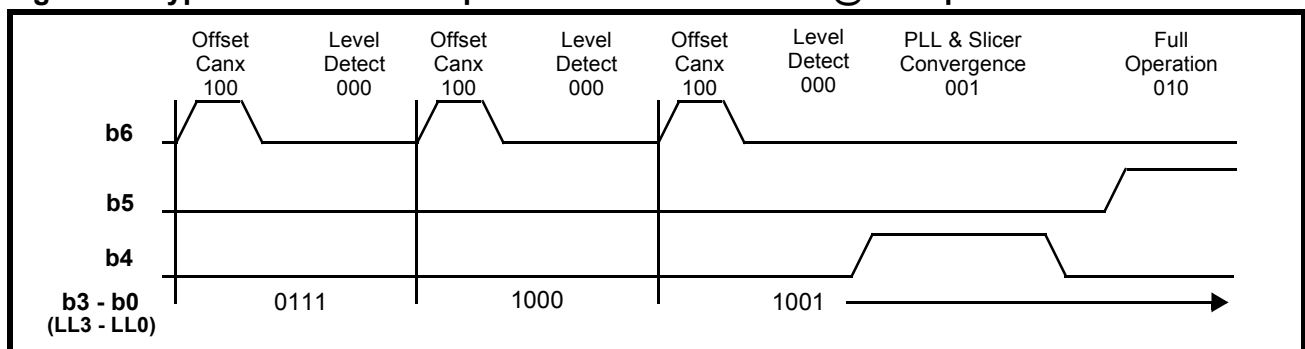 Offset
Canx
100
Level
Detect
000
Offset
Canx
100
Level
Detect
000
Offset
Canx
100
Level
Detect
000
PLL & Slicer
Convergence
001
Full
Operation
010
b6
b5
b4
b3 - b0
(LL3 - LL0)
0111
1000
1001